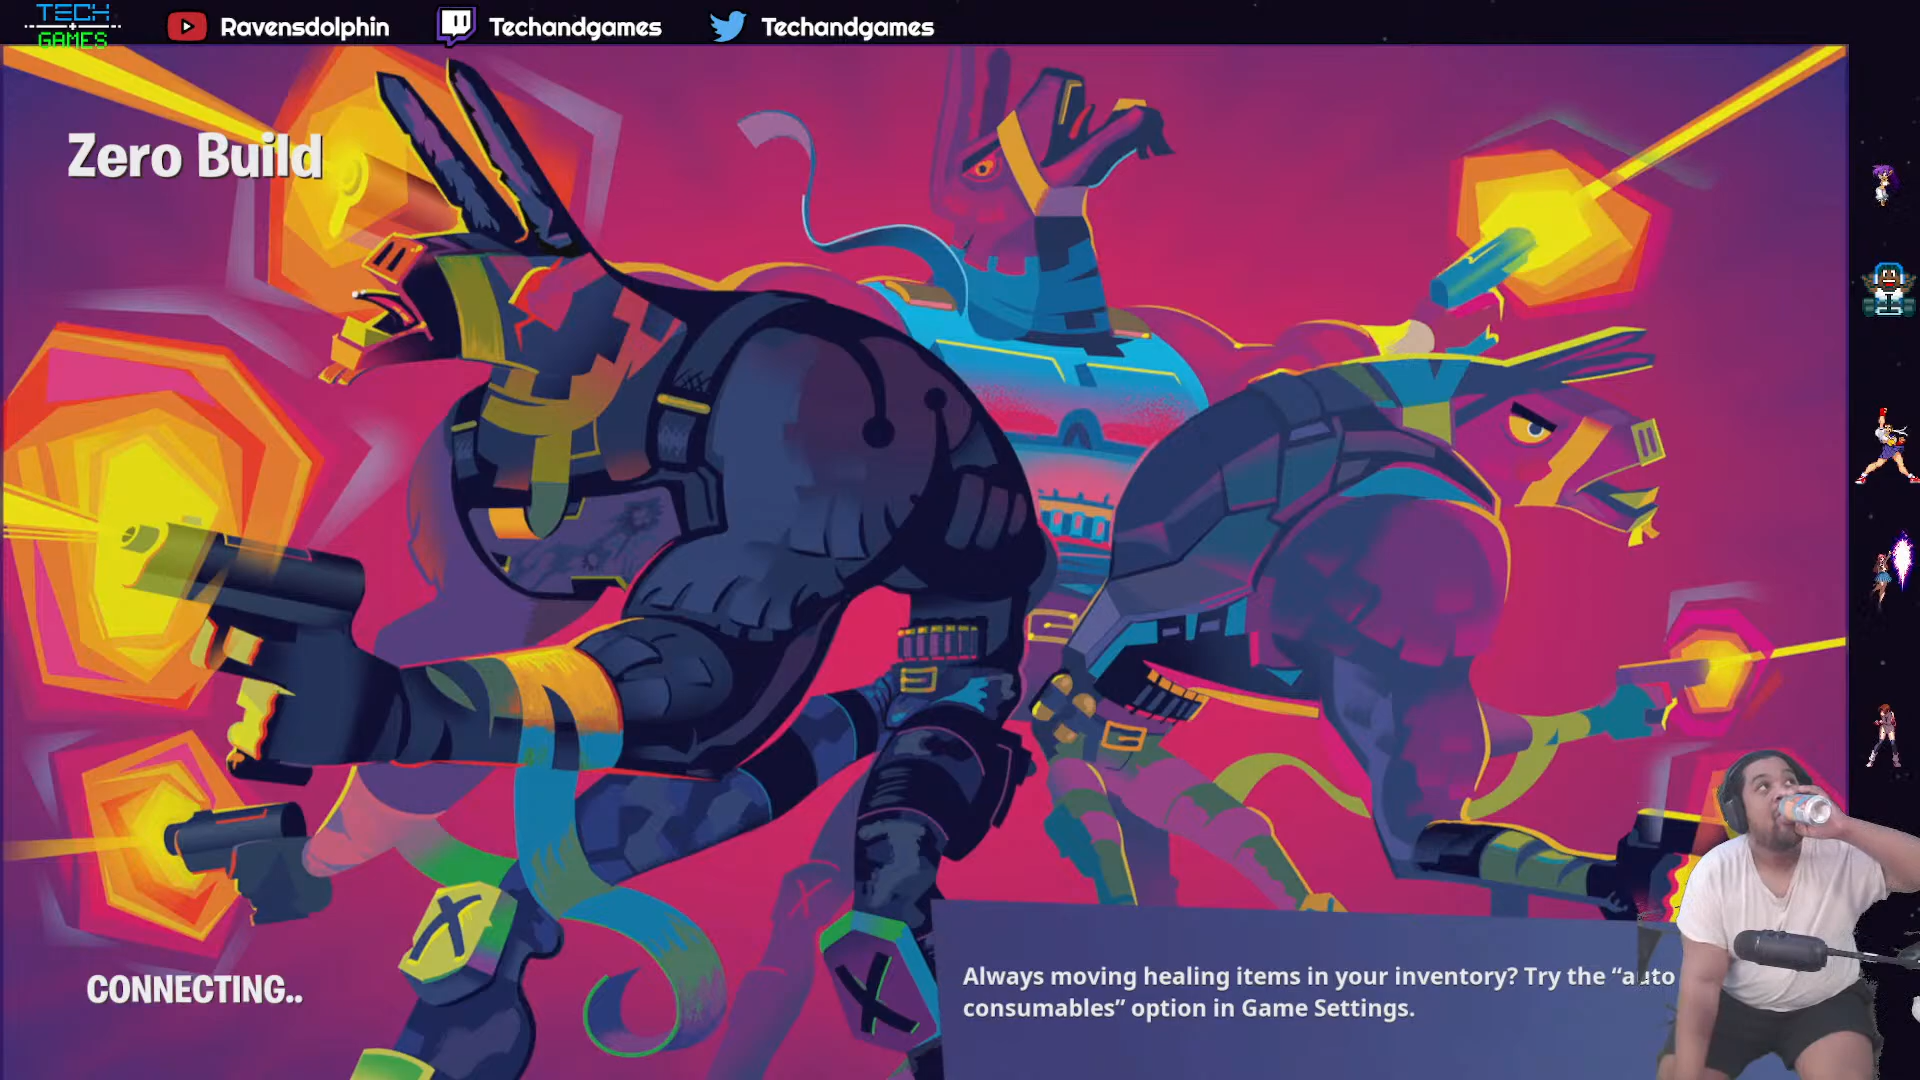 TECH
GAMES
Ravensdolphin
Techandgames
Techandgames
Zero Build
CONNECTING..
Always moving healing items in your inventory? Try the “auto
consumables” option in Game Settings.